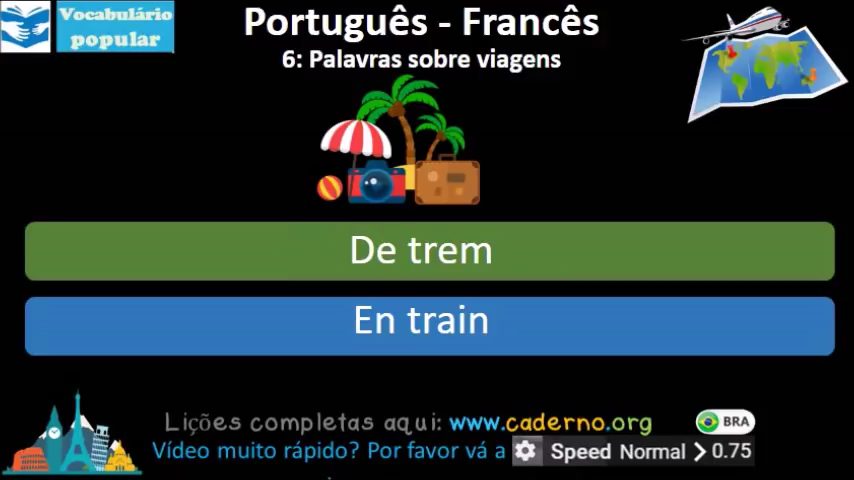 Vocabulário
popular
Português - Francês
6: Palavras sobre viagens
De trem
En train
Lições completas aqui: www.caderno.org
BRA
Vídeo muito rápido? Por favor vá a Speed Normal > 0.75